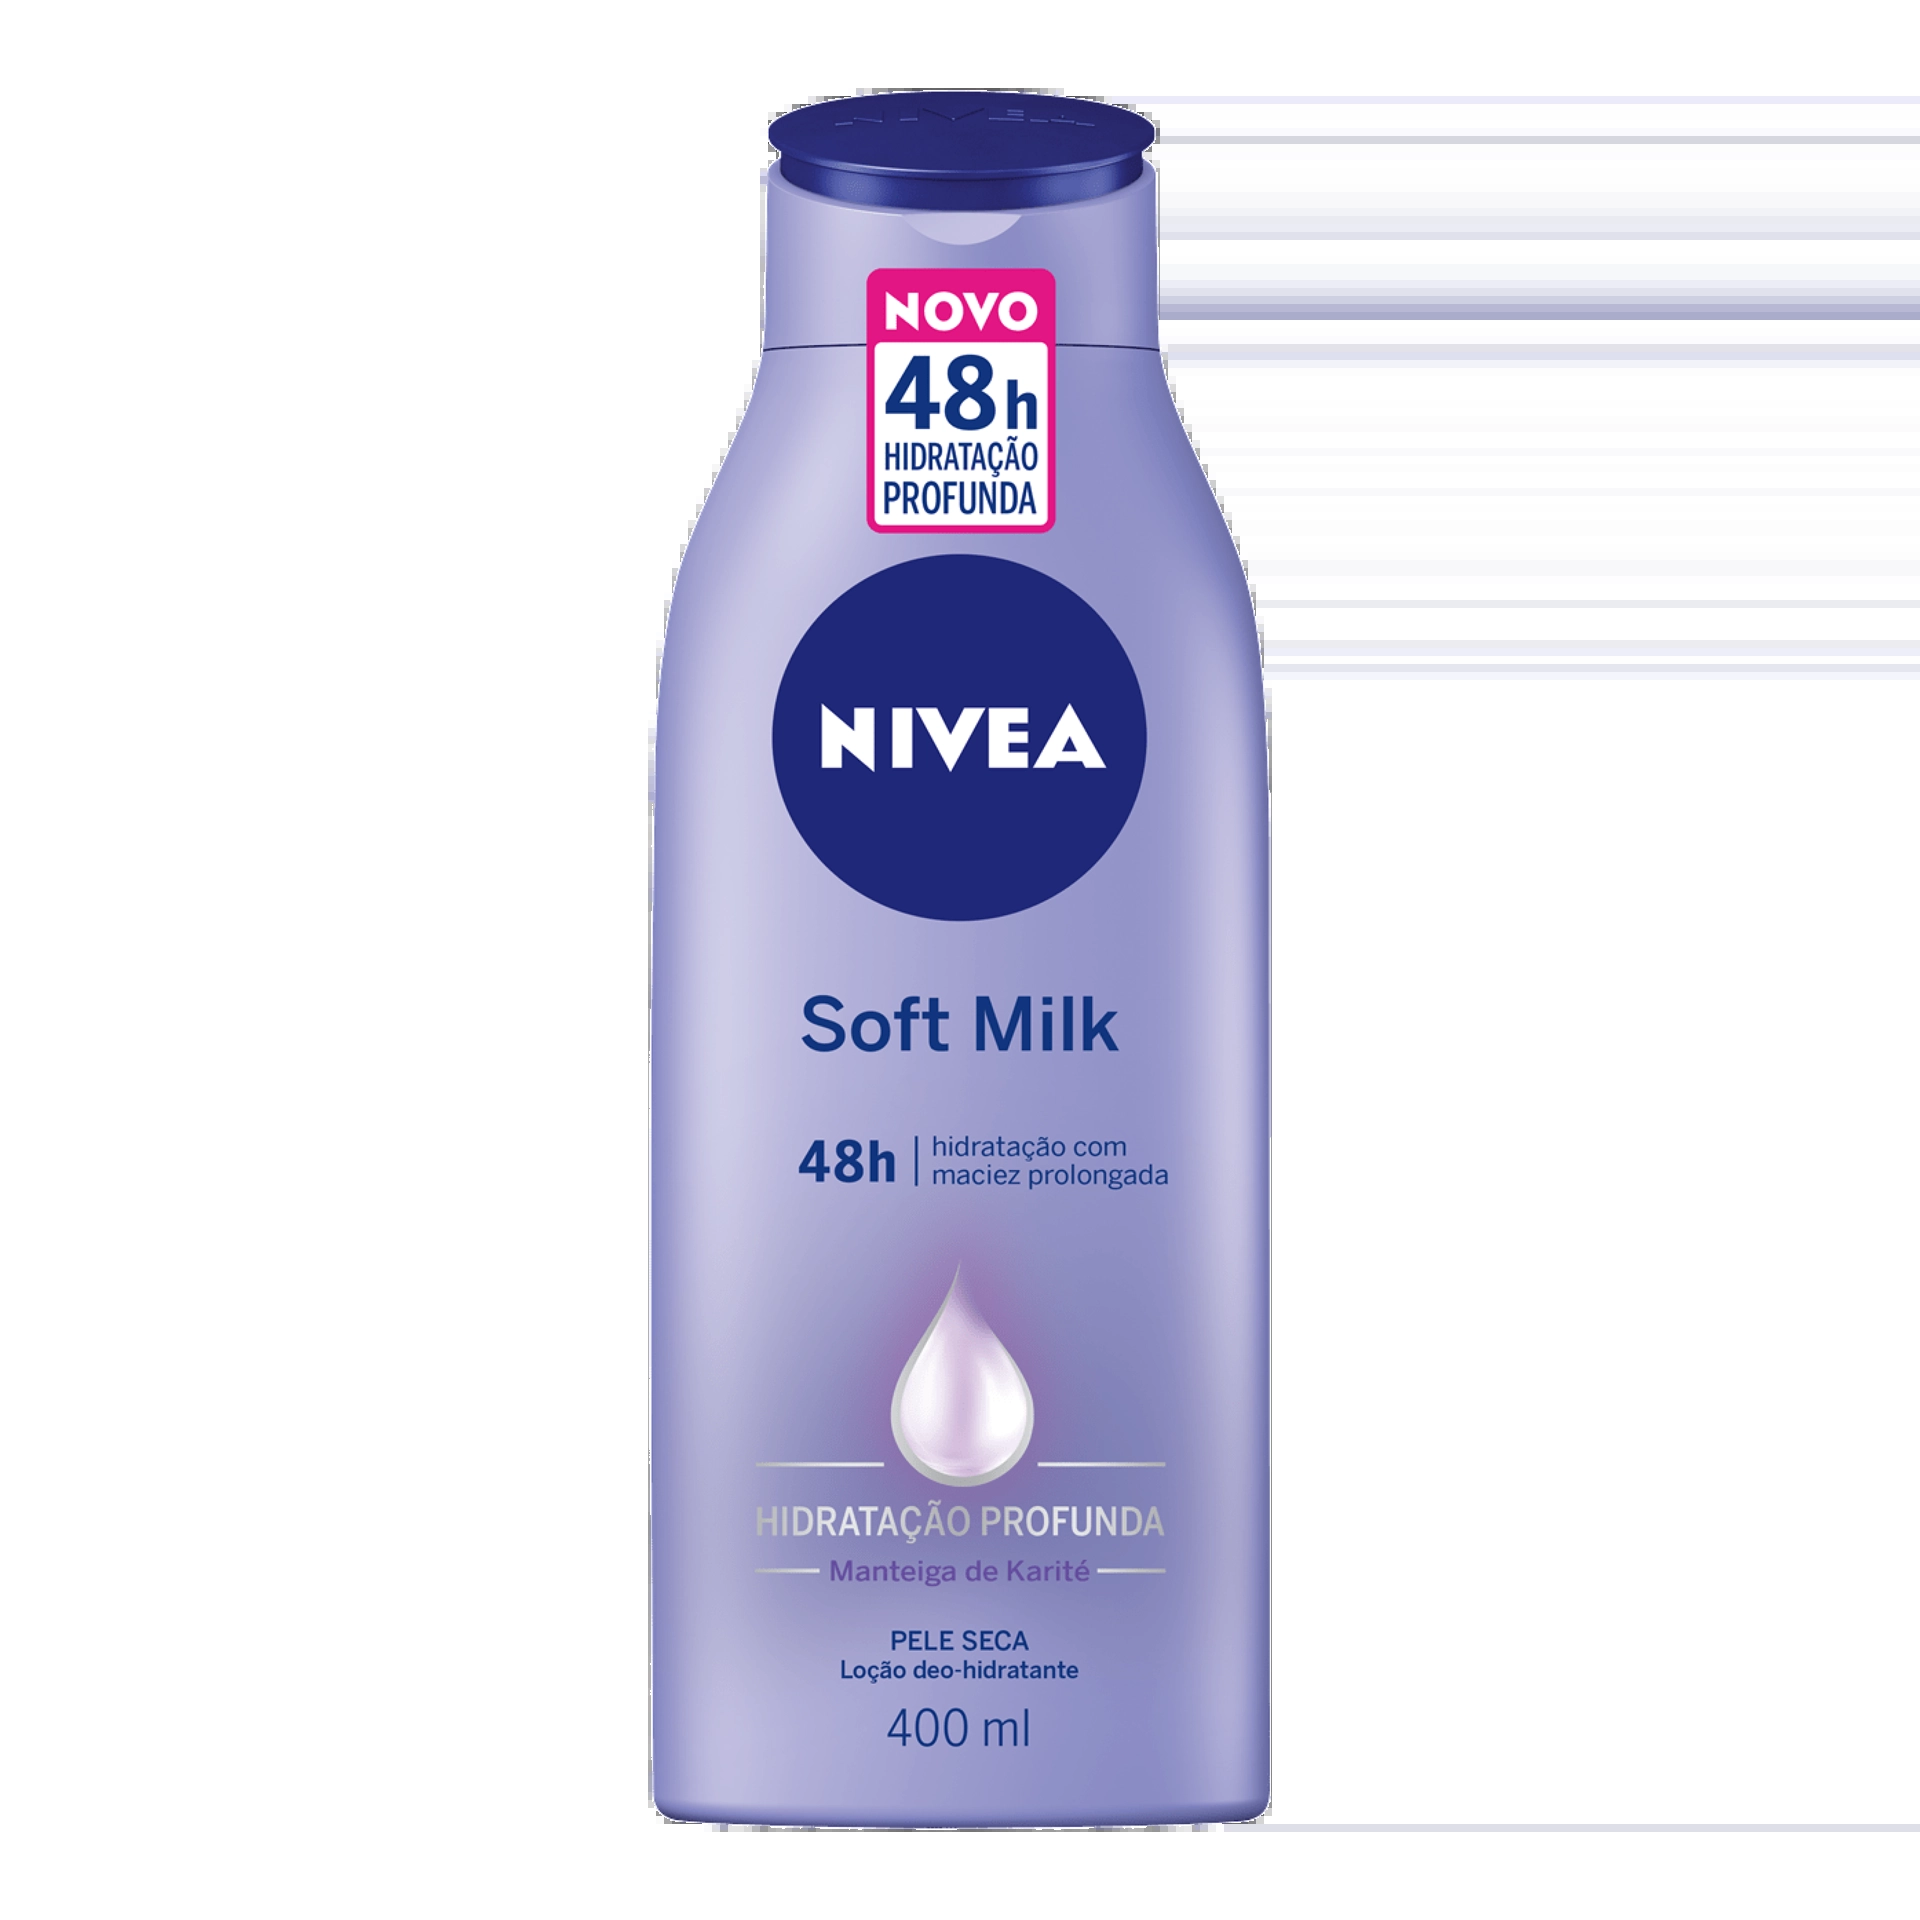 NIVEA
NOVO
48h
HIDRATAÇÃO
PROFUNDA
NIVEA
Soft Milk
48h
hidratação com
maciez prolongada
HIDRATAÇÃO PROFUNDA
Manteiga de Karité
PELE SECA
Loção deo-hidratante
400 ml